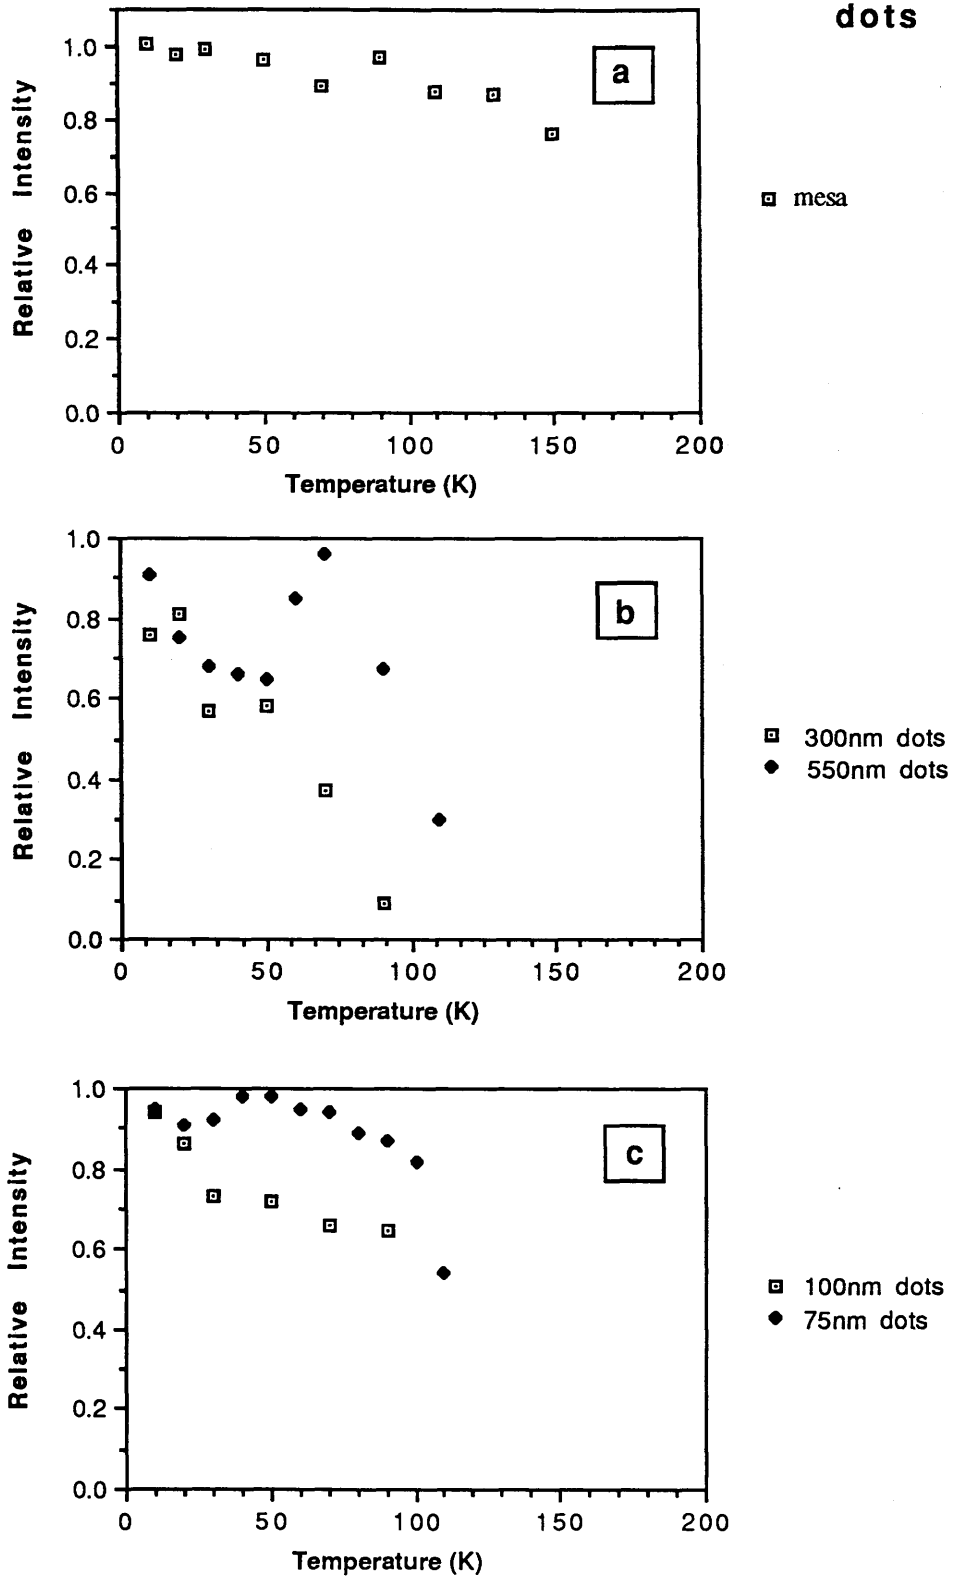 dots
1.0
0.8
0.6
0.4
0.2
0.0
Relative Intensity
a
mesa
0 50 100 150 200
Temperature (K)
1.0
0.8
0.6
0.4
0.2
0.0
Relative Intensity
b
300nm dots
550nm dots
0 50 100 150 200
Temperature (K)
1.0
0.8
0.6
0.4
0.2
0.0
Relative Intensity
c
100nm dots
75nm dots
0 50 100 150 200
Temperature (K)